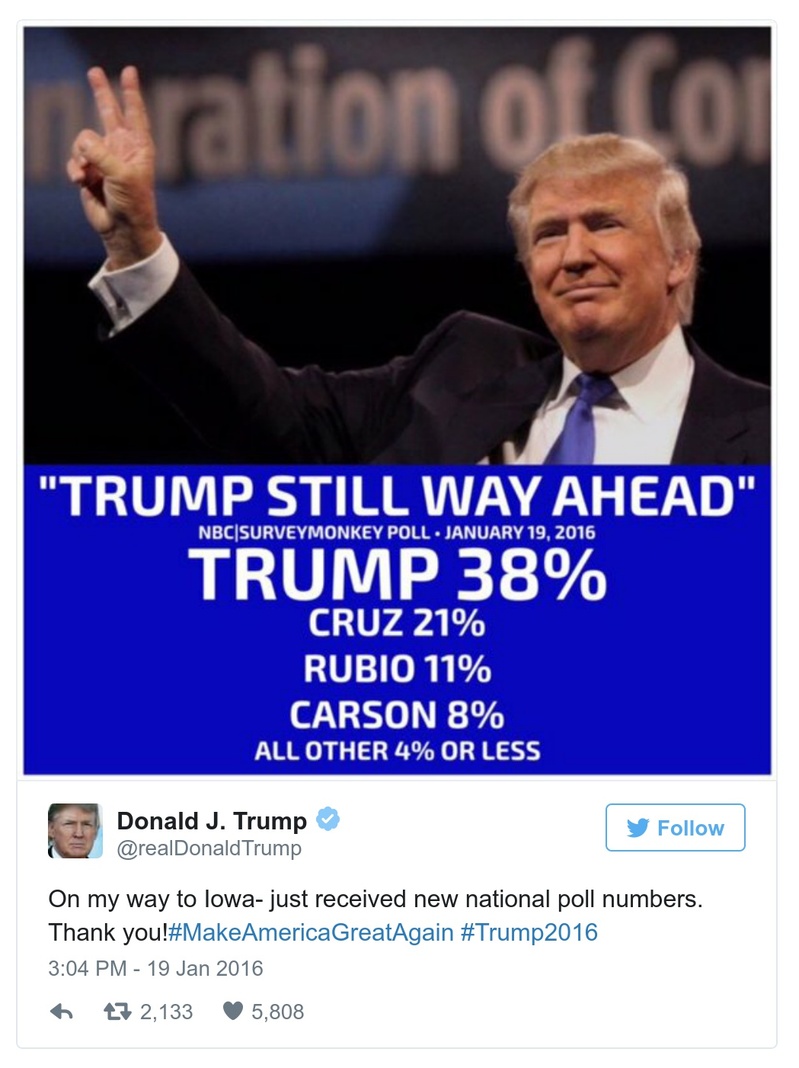 ration of Con
"TRUMP STILL WAY AHEAD"
NBC|SURVEYMONKEY POLL • JANUARY 19, 2016
TRUMP 38%
CRUZ 21%
RUBIO 11%
CARSON 8%
ALL OTHER 4% OR LESS
Donald J. Trump
@realDonaldTrump
Follow
On my way to Iowa- just received new national poll numbers.
Thank you!#MakeAmericaGreatAgain #Trump2016
3:04 PM - 19 Jan 2016
2,133 5,808